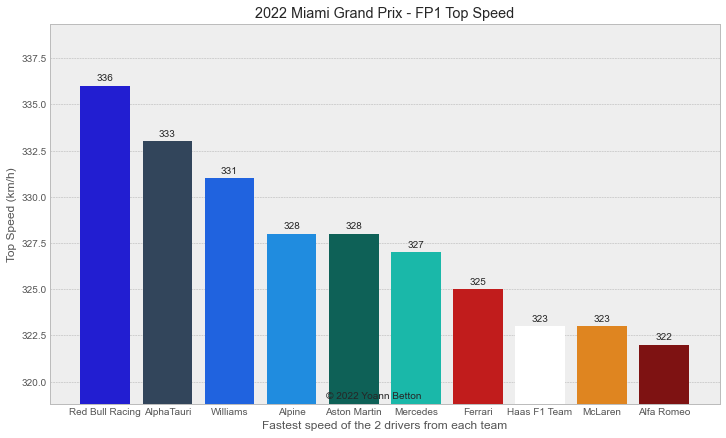 2022 Miami Grand Prix - FP1 Top Speed
Top Speed (km/h)
337.5
335.0
332.5
330.0
327.5
325.0
322.5
320.0
336
333
331
328
328
327
325
323
323
322
© 2022 Yoann Betton
Red Bull Racing
AlphaTauri
Williams
Alpine
Aston Martin
Mercedes
Ferrari
Haas F1 Team
McLaren
Alfa Romeo
Fastest speed of the 2 drivers from each team